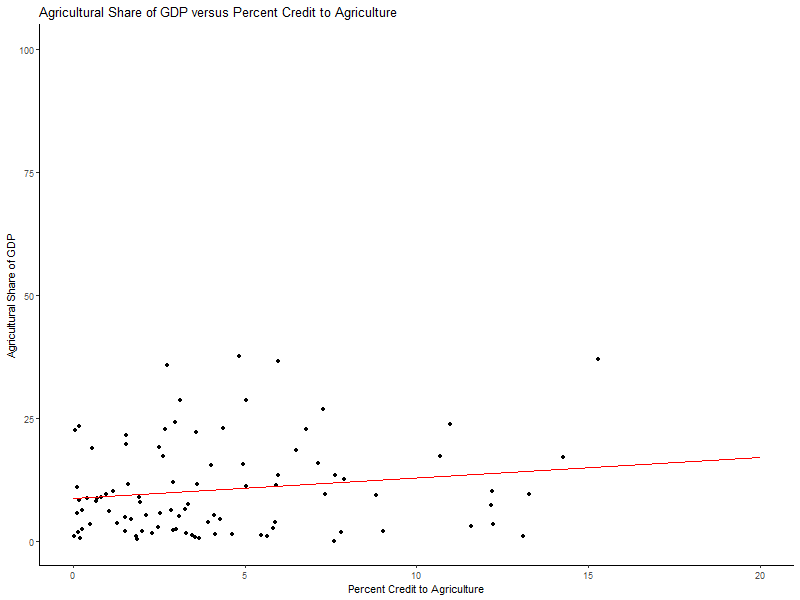 Agricultural Share of GDP versus Percent Credit to Agriculture
100
75
50
25
0
Agricultural Share of GDP
0 5 10 15 20
Percent Credit to Agriculture